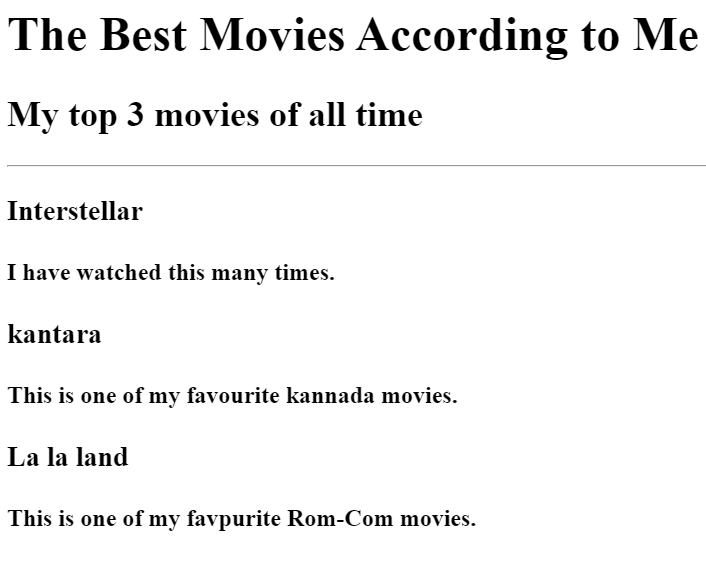 The Best Movies According to Me
My top 3 movies of all time
Interstellar
I have watched this many times.
kantara
This is one of my favourite kannada movies.
La la land
This is one of my favpurite Rom-Com movies.